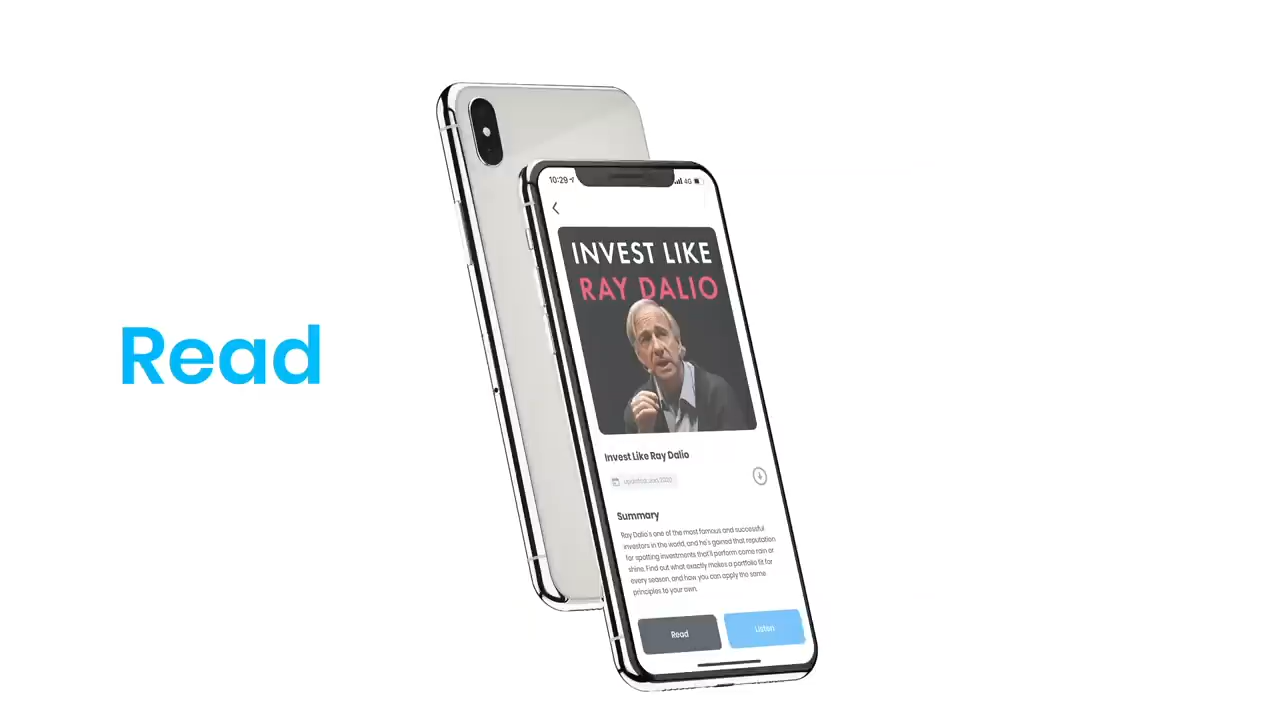 Read
10:29
4G
INVEST LIKE
RAY DALIO
Invest Like Ray Dalio
Summary
Ray Dalio's one of the most famous and successful
investors in the world, and he's gained that reputation
for spotting investments that'll perform come rain or
shine. Find out what exactly makes a portfolio fit for
every season, and how you can apply the same
principles to your own.
Read
Listen